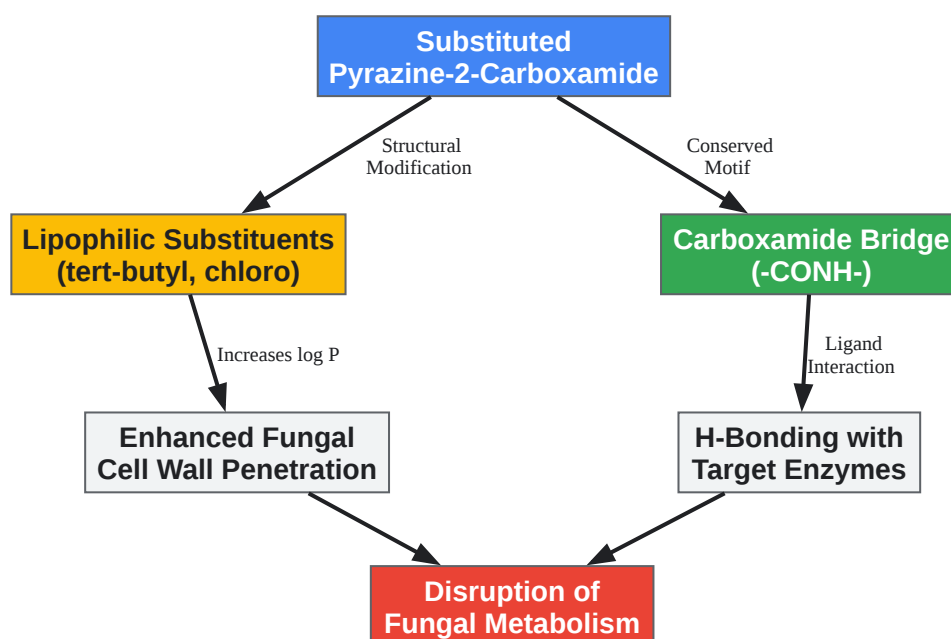 Substituted
Pyrazine-2-Carboxamide
Structural
Modification
Conserved
Motif
Lipophilic Substituents
(tert-butyl, chloro)
Carboxamide Bridge
(-CONH-)
Increases log P
Ligand
Interaction
Enhanced Fungal
Cell Wall Penetration
H-Bonding with
Target Enzymes
Disruption of
Fungal Metabolism